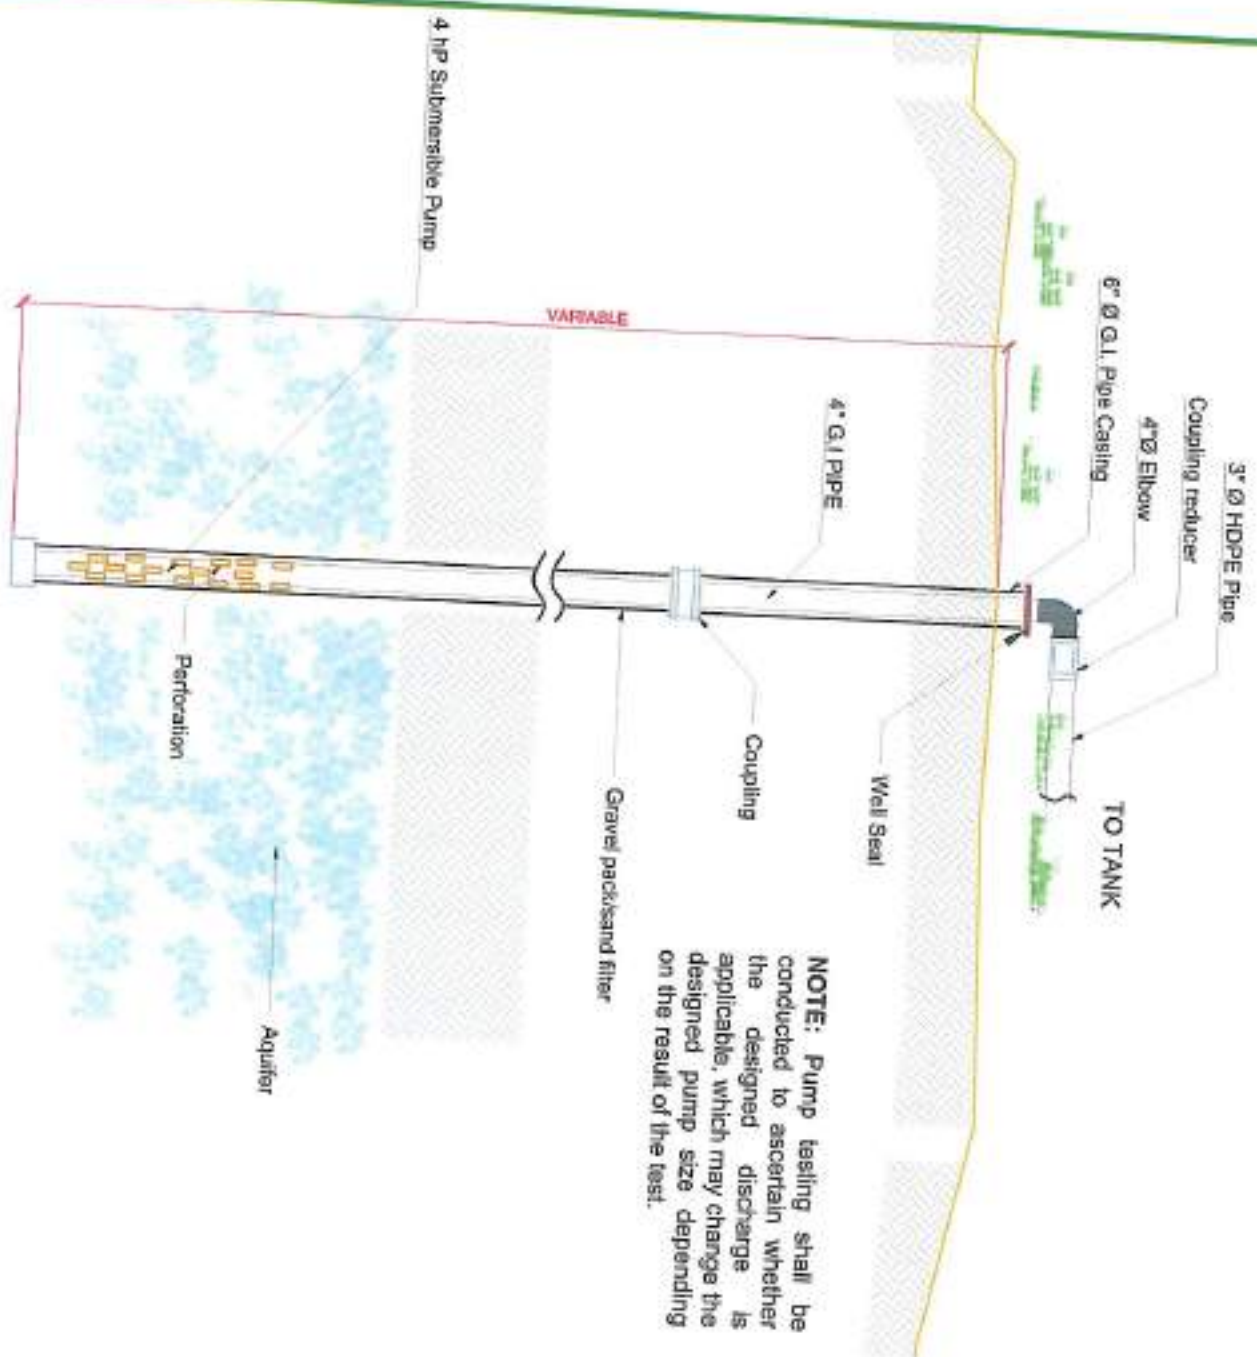 3" Ø HDPE Pipe
Coupling reducer
4"Ø Elbow
6" Ø G.I. Pipe Casing
TO TANK
Well Seal
4" G.I PIPE
Coupling
VARIABLE
Gravel pack/sand filter
4 hP Submersible Pump
Aquifer
Perforation
NOTE: Pump testing shall be
conducted to ascertain whether
the designed discharge is
applicable, which may change the
designed pump size depending
on the result of the test.